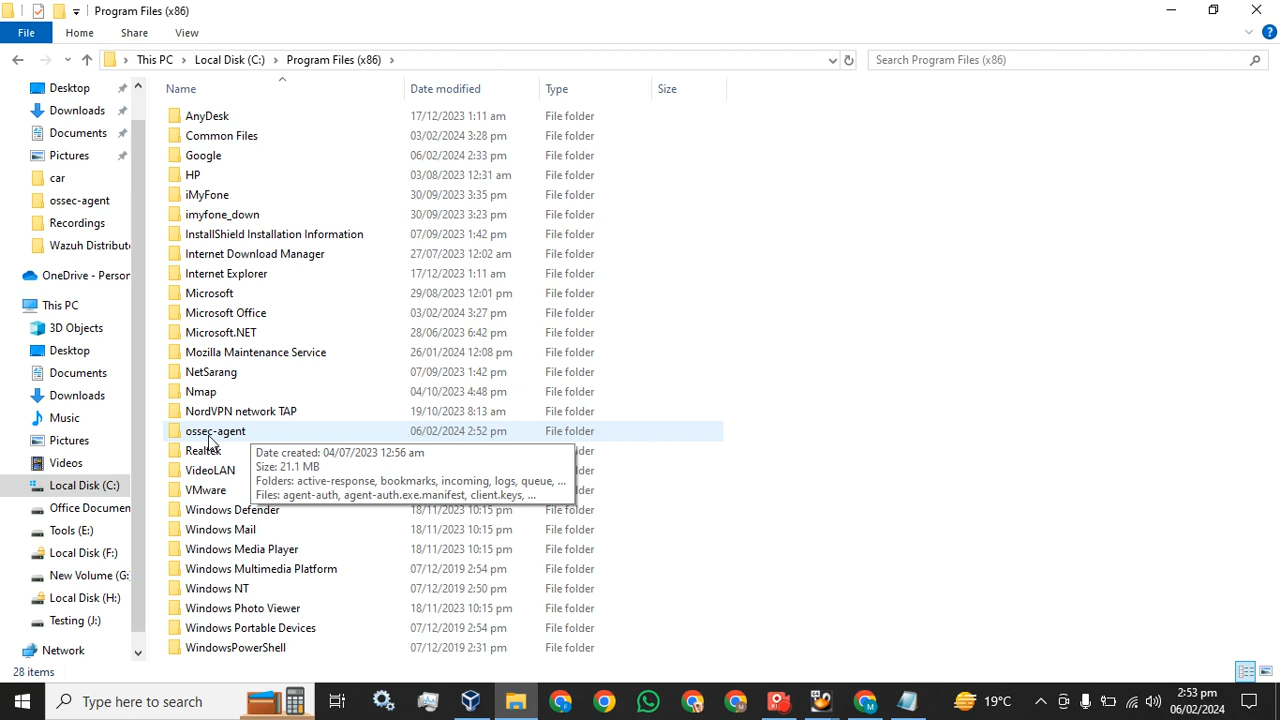 Program Files (x86)
File Home Share View
This PC Local Disk (C:) Program Files (x86) Search Program Files (x86)
Name Date modified Type Size
Desktop
Downloads
Documents
Pictures
car
ossec-agent
Recordings
Wazuh Distribut
OneDrive - Person
This PC
3D Objects
Desktop
Documents
Downloads
Music
Pictures
Videos
Local Disk (C:)
Office Documen
Tools (E:)
Local Disk (F:)
New Volume (G:
Local Disk (H:)
Testing (J:)
Network
AnyDesk 17/12/2023 1:11 am File folder
Common Files 03/02/2024 3:28 pm File folder
Google 06/02/2024 2:33 pm File folder
HP 03/08/2023 12:31 am File folder
iMyFone 30/09/2023 3:35 pm File folder
imyfone_down 30/09/2023 3:23 pm File folder
InstallShield Installation Information 07/09/2023 1:42 pm File folder
Internet Download Manager 27/07/2023 12:02 am File folder
Internet Explorer 17/12/2023 1:11 am File folder
Microsoft 29/08/2023 12:01 pm File folder
Microsoft Office 03/02/2024 3:27 pm File folder
Microsoft.NET 28/06/2023 6:42 pm File folder
Mozilla Maintenance Service 26/01/2024 12:08 pm File folder
NetSarang 07/09/2023 1:42 pm File folder
Nmap 04/10/2023 4:48 pm File folder
NordVPN network TAP 19/10/2023 8:13 am File folder
ossec-agent 06/02/2024 2:52 pm File folder
Realtek
VideoLAN
VMware
Date created: 04/07/2023 12:56 am
Size: 21.1 MB
Folders: active-response, bookmarks, incoming, logs, queue, ...
Files: agent-auth, agent-auth.exe.manifest, client.keys, ...
Windows Defender 18/11/2023 10:15 pm File folder
Windows Mail 18/11/2023 10:15 pm File folder
Windows Media Player 18/11/2023 10:15 pm File folder
Windows Multimedia Platform 07/12/2019 2:54 pm File folder
Windows NT 07/12/2019 2:50 pm File folder
Windows Photo Viewer 18/11/2023 10:15 pm File folder
Windows Portable Devices 07/12/2019 2:54 pm File folder
WindowsPowerShell 07/12/2019 2:31 pm File folder
28 items
Type here to search 19°C 2:53 pm
06/02/2024